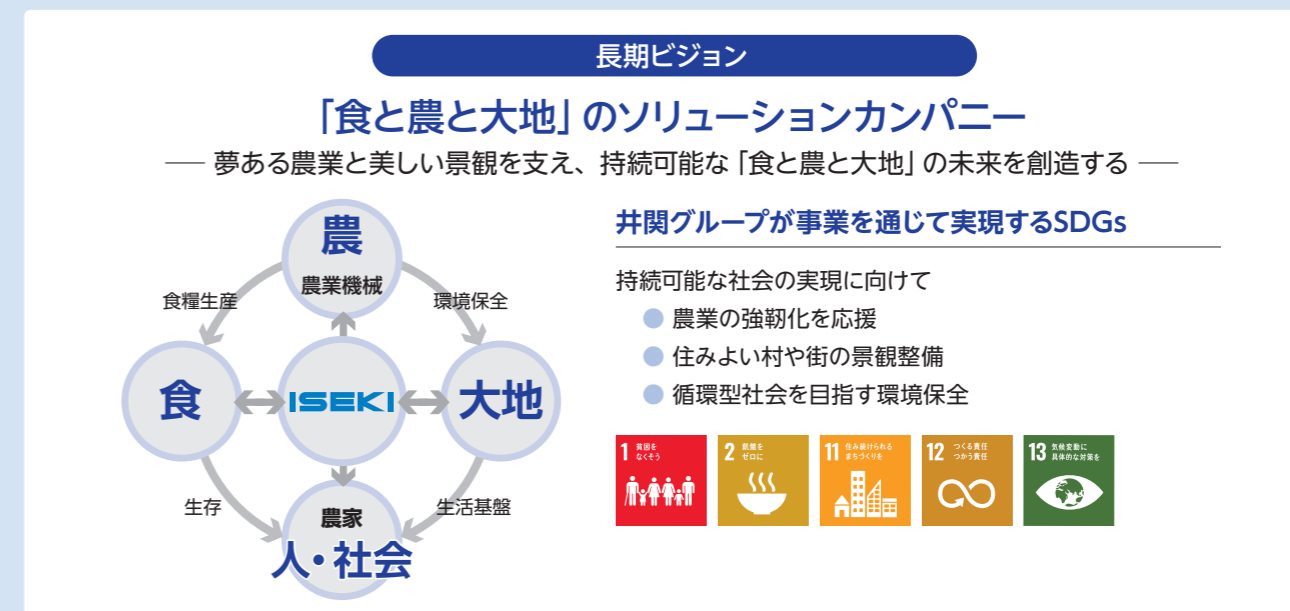 長期ビジョン
「食と農と大地」のソリューションカンパニー
── 夢ある農業と美しい景観を支え、持続可能な「食と農と大地」の未来を創造する ──
農
農業機械
食糧生産
環境保全
食
ISEKI
大地
生存
生活基盤
農家
人・社会
井関グループが事業を通じて実現するSDGs
持続可能な社会の実現に向けて
● 農業の強靭化を応援
● 住みよい村や街の景観整備
● 循環型社会を目指す環境保全
1 貧困を
なくそう
2 飢餓を
ゼロに
11 住み続けられる
まちづくりを
12 つくる責任
つかう責任
13 気候変動に
具体的な対策を